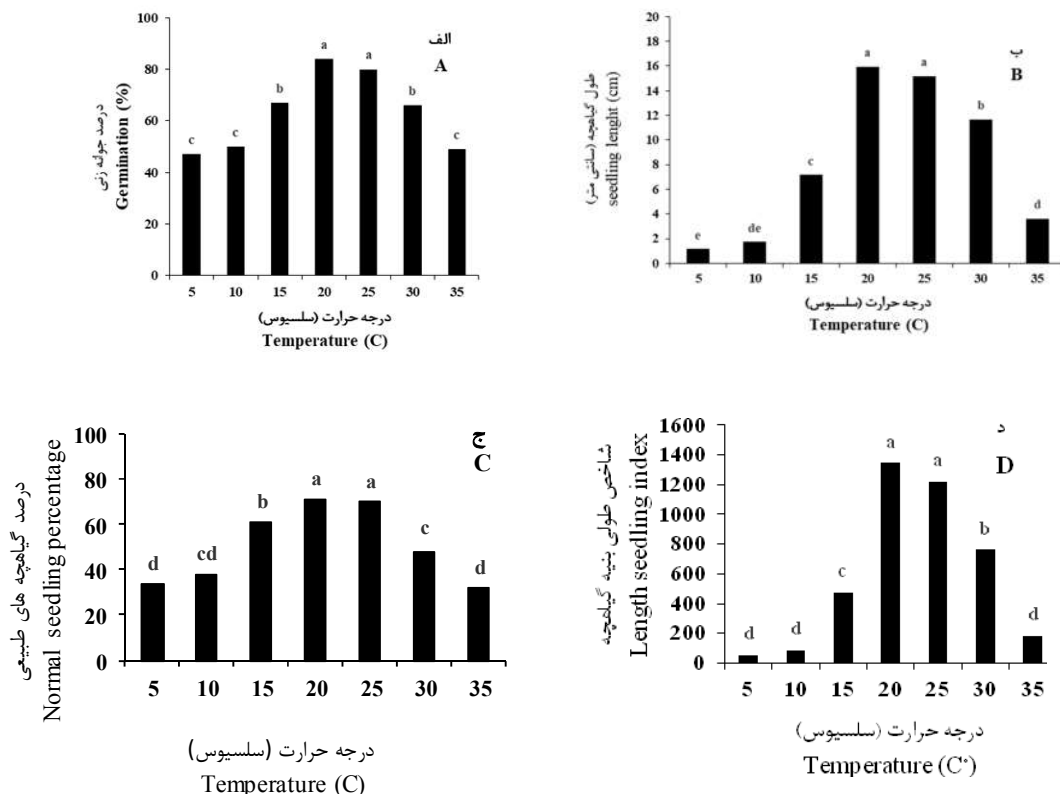 الف
A
درصد جوانه زنی
Germination (%)
100
80
60
40
20
0
c
c
b
a
a
b
c
5 10 15 20 25 30 35
درجه حرارت (سلسیوس)
Temperature (C)
ب
B
طول گیاهچه (سانتی متر)
seedling lenght (cm)
20
18
16
14
12
10
8
6
4
2
0
e
de
c
a
a
b
d
5 10 15 20 25 30 35
درجه حرارت (سلسیوس)
Temperature (C)
ج
C
درصد گیاهچه های طبیعی
Normal seedling percentage
100
80
60
40
20
0
d
cd
b
a
a
c
d
5 10 15 20 25 30 35
درجه حرارت (سلسیوس)
Temperature (C)
د
D
شاخص طولی بنیه گیاهچه
Length seedling index
1600
1400
1200
1000
800
600
400
200
0
d
d
c
a
a
b
d
5 10 15 20 25 30 35
درجه حرارت (سلسیوس)
Temperature (C°)